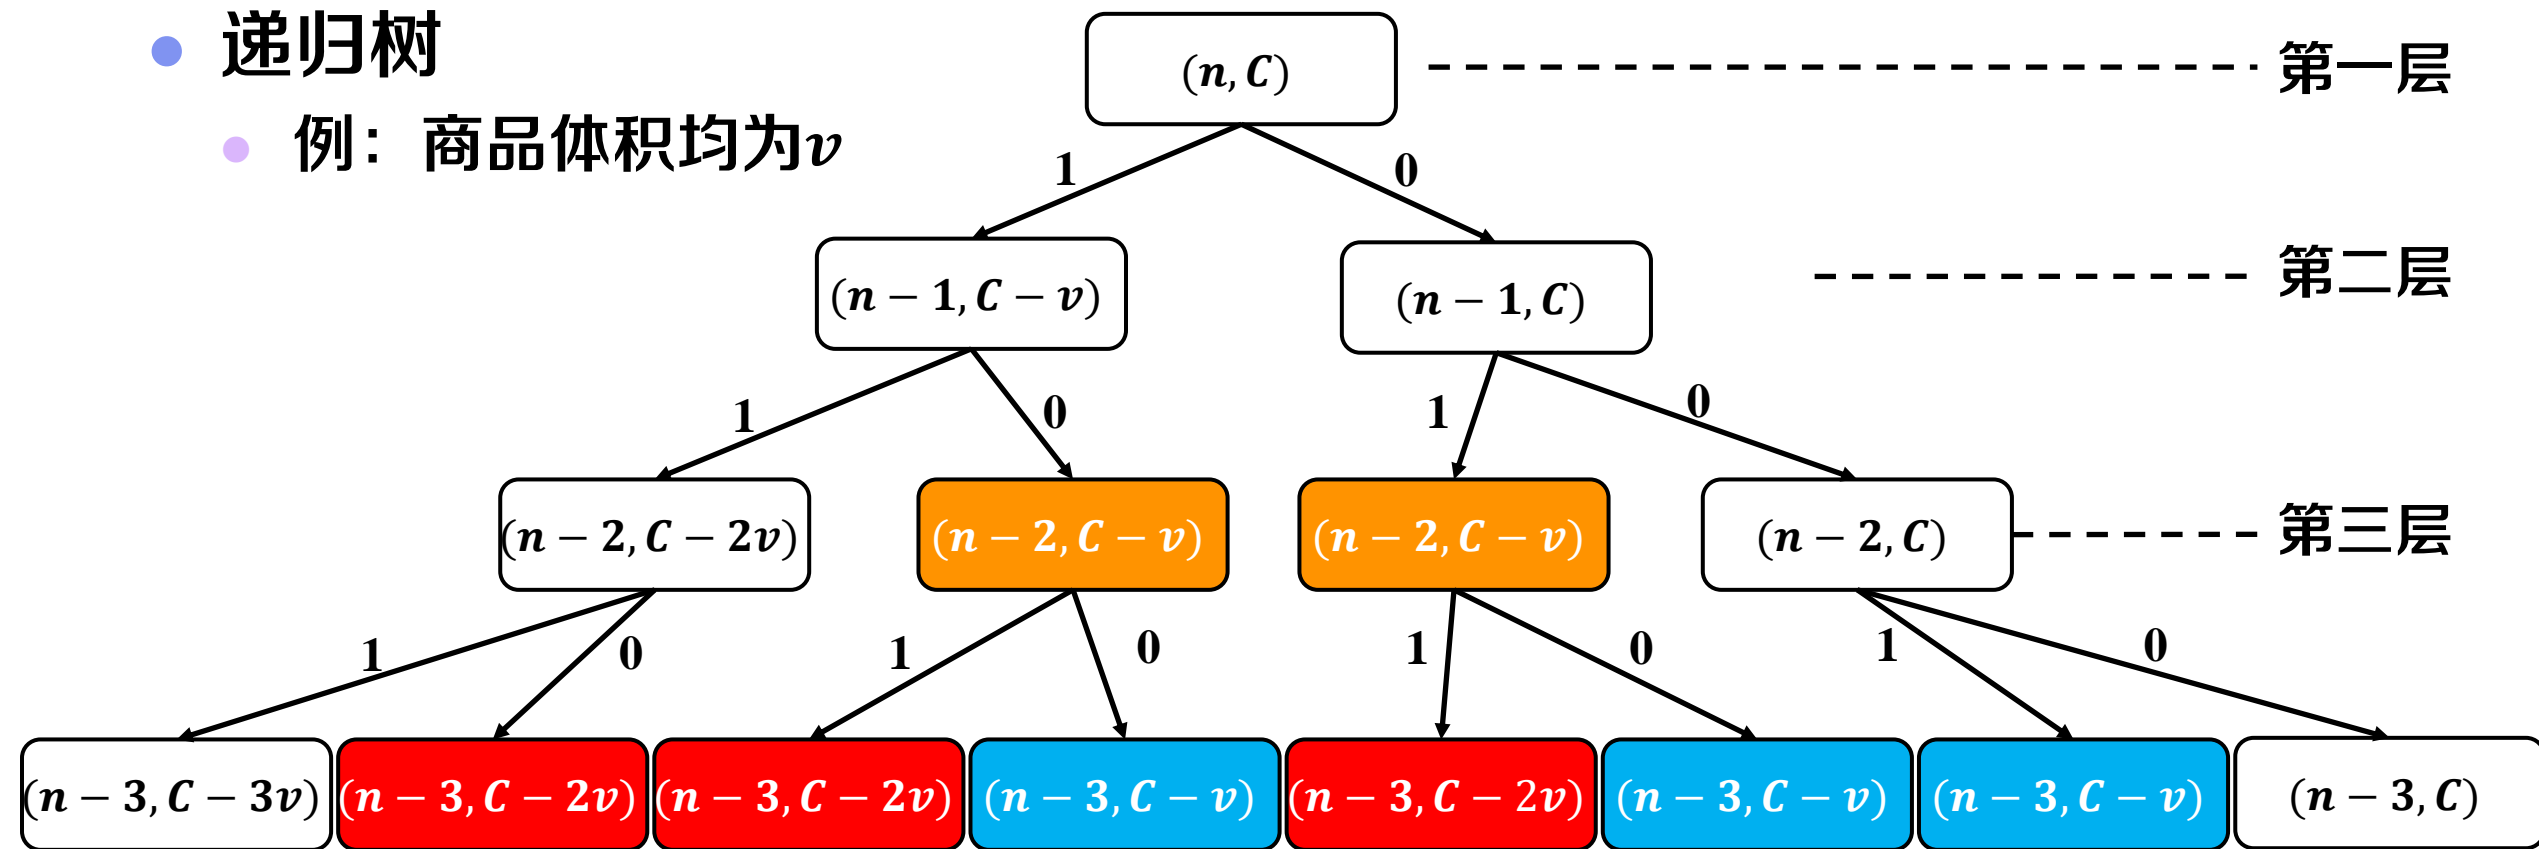 递归树
(n, C)
第一层
例：商品体积均为v
1
0
(n − 1, C − v)
(n − 1, C)
第二层
1
0
1
0
(n − 2, C − 2v)
(n − 2, C − v)
(n − 2, C − v)
(n − 2, C)
第三层
1
0
1
0
1
0
1
0
(n − 3, C − 3v)
(n − 3, C − 2v)
(n − 3, C − 2v)
(n − 3, C − v)
(n − 3, C − 2v)
(n − 3, C − v)
(n − 3, C − v)
(n − 3, C)